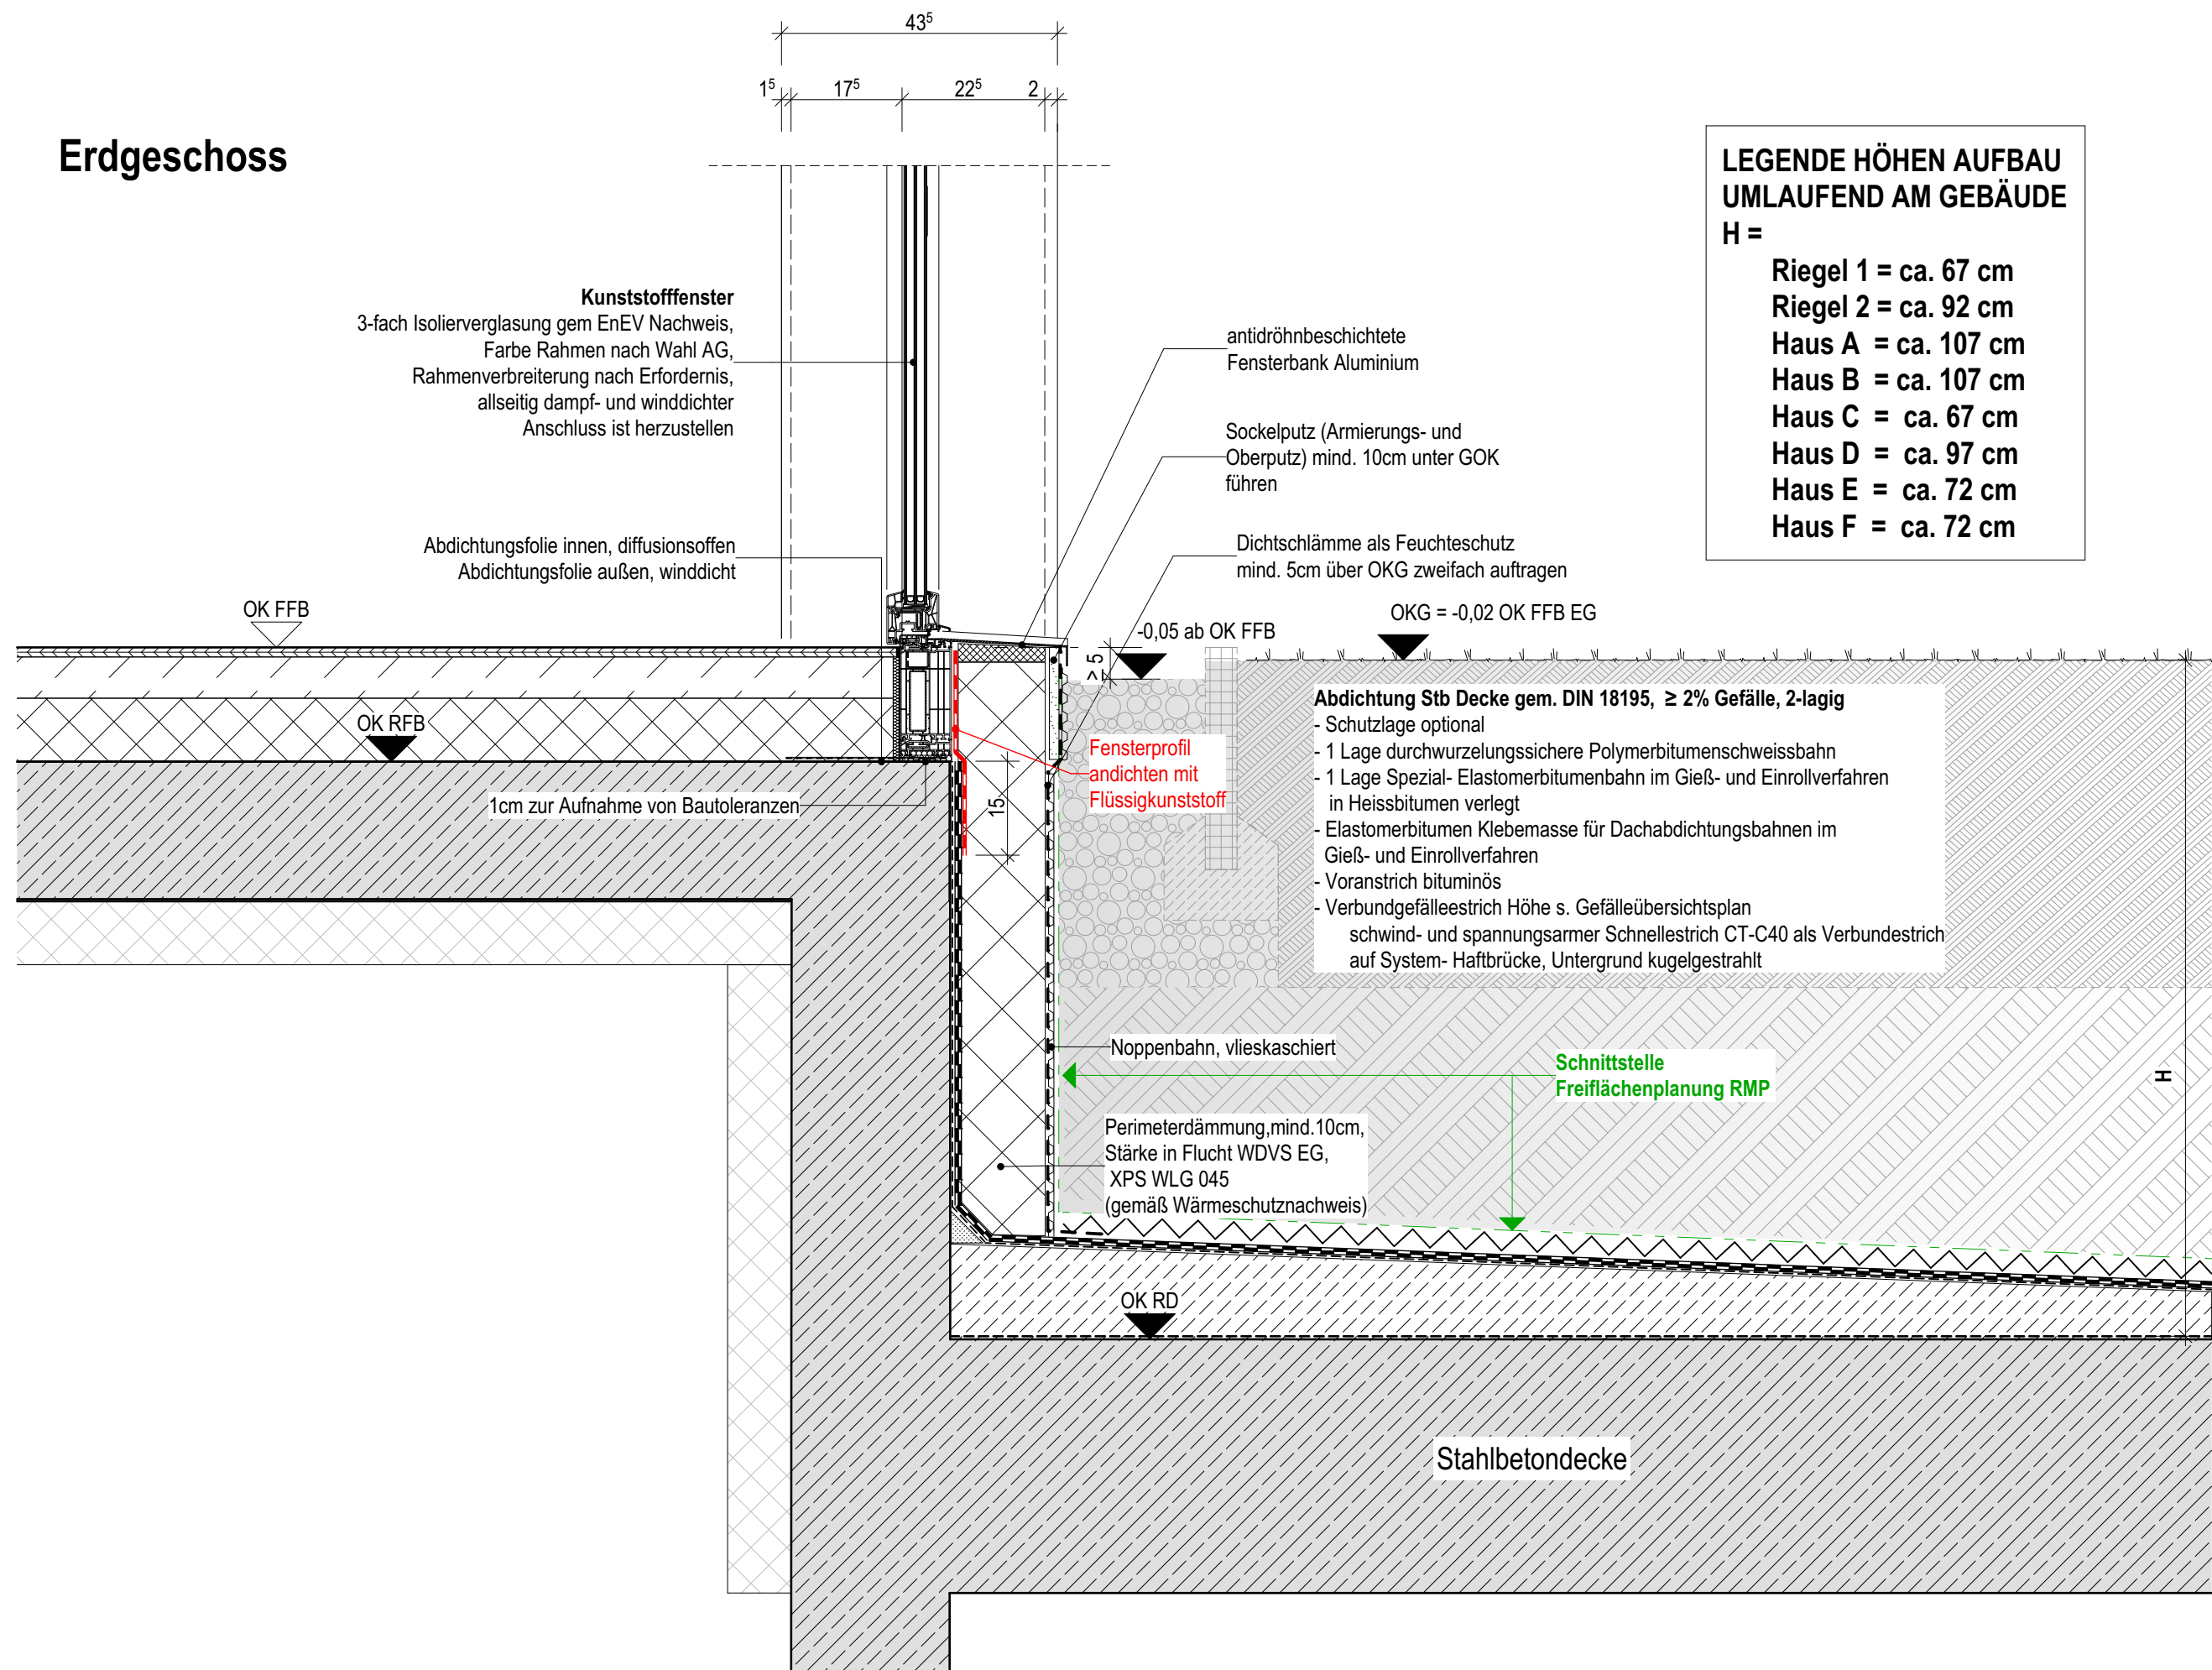 43⁵
1⁵ 17⁵ 22⁵ 2
Erdgeschoss
LEGENDE HÖHEN AUFBAU
UMLAUFEND AM GEBÄUDE
H =
Riegel 1 = ca. 67 cm
Riegel 2 = ca. 92 cm
Haus A = ca. 107 cm
Haus B = ca. 107 cm
Haus C = ca. 67 cm
Haus D = ca. 97 cm
Haus E = ca. 72 cm
Haus F = ca. 72 cm
Kunststofffenster
3-fach Isolierverglasung gem EnEV Nachweis,
Farbe Rahmen nach Wahl AG,
Rahmenverbreiterung nach Erfordernis,
allseitig dampf- und winddichter
Anschluss ist herzustellen
antidröhnbeschichtete
Fensterbank Aluminium
Sockelputz (Armierungs- und
Oberputz) mind. 10cm unter GOK
führen
Abdichtungsfolie innen, diffusionsoffen
Abdichtungsfolie außen, winddicht
Dichtschlämme als Feuchteschutz
mind. 5cm über OKG zweifach auftragen
OK FFB
-0,05 ab OK FFB
OKG = -0,02 OK FFB EG
≥ 5
OK RFB
Abdichtung Stb Decke gem. DIN 18195, ≥ 2% Gefälle, 2-lagig
- Schutzlage optional
- 1 Lage durchwurzelungssichere Polymerbitumenschweissbahn
- 1 Lage Spezial- Elastomerbitumenbahn im Gieß- und Einrollverfahren
in Heissbitumen verlegt
- Elastomerbitumen Klebemasse für Dachabdichtungsbahnen im
Gieß- und Einrollverfahren
- Voranstrich bituminös
- Verbundgefälleestrich Höhe s. Gefälleübersichtsplan
schwind- und spannungsarmer Schnellestrich CT-C40 als Verbundestrich
auf System- Haftbrücke, Untergrund kugelgestrahlt
Fensterprofil
andichten mit
Flüssigkunststoff
1cm zur Aufnahme von Bautoleranzen
15
Noppenbahn, vlieskaschiert
Schnittstelle
Freiflächenplanung RMP
H
Perimeterdämmung,mind.10cm,
Stärke in Flucht WDVS EG,
XPS WLG 045
(gemäß Wärmeschutznachweis)
OK RD
Stahlbetondecke